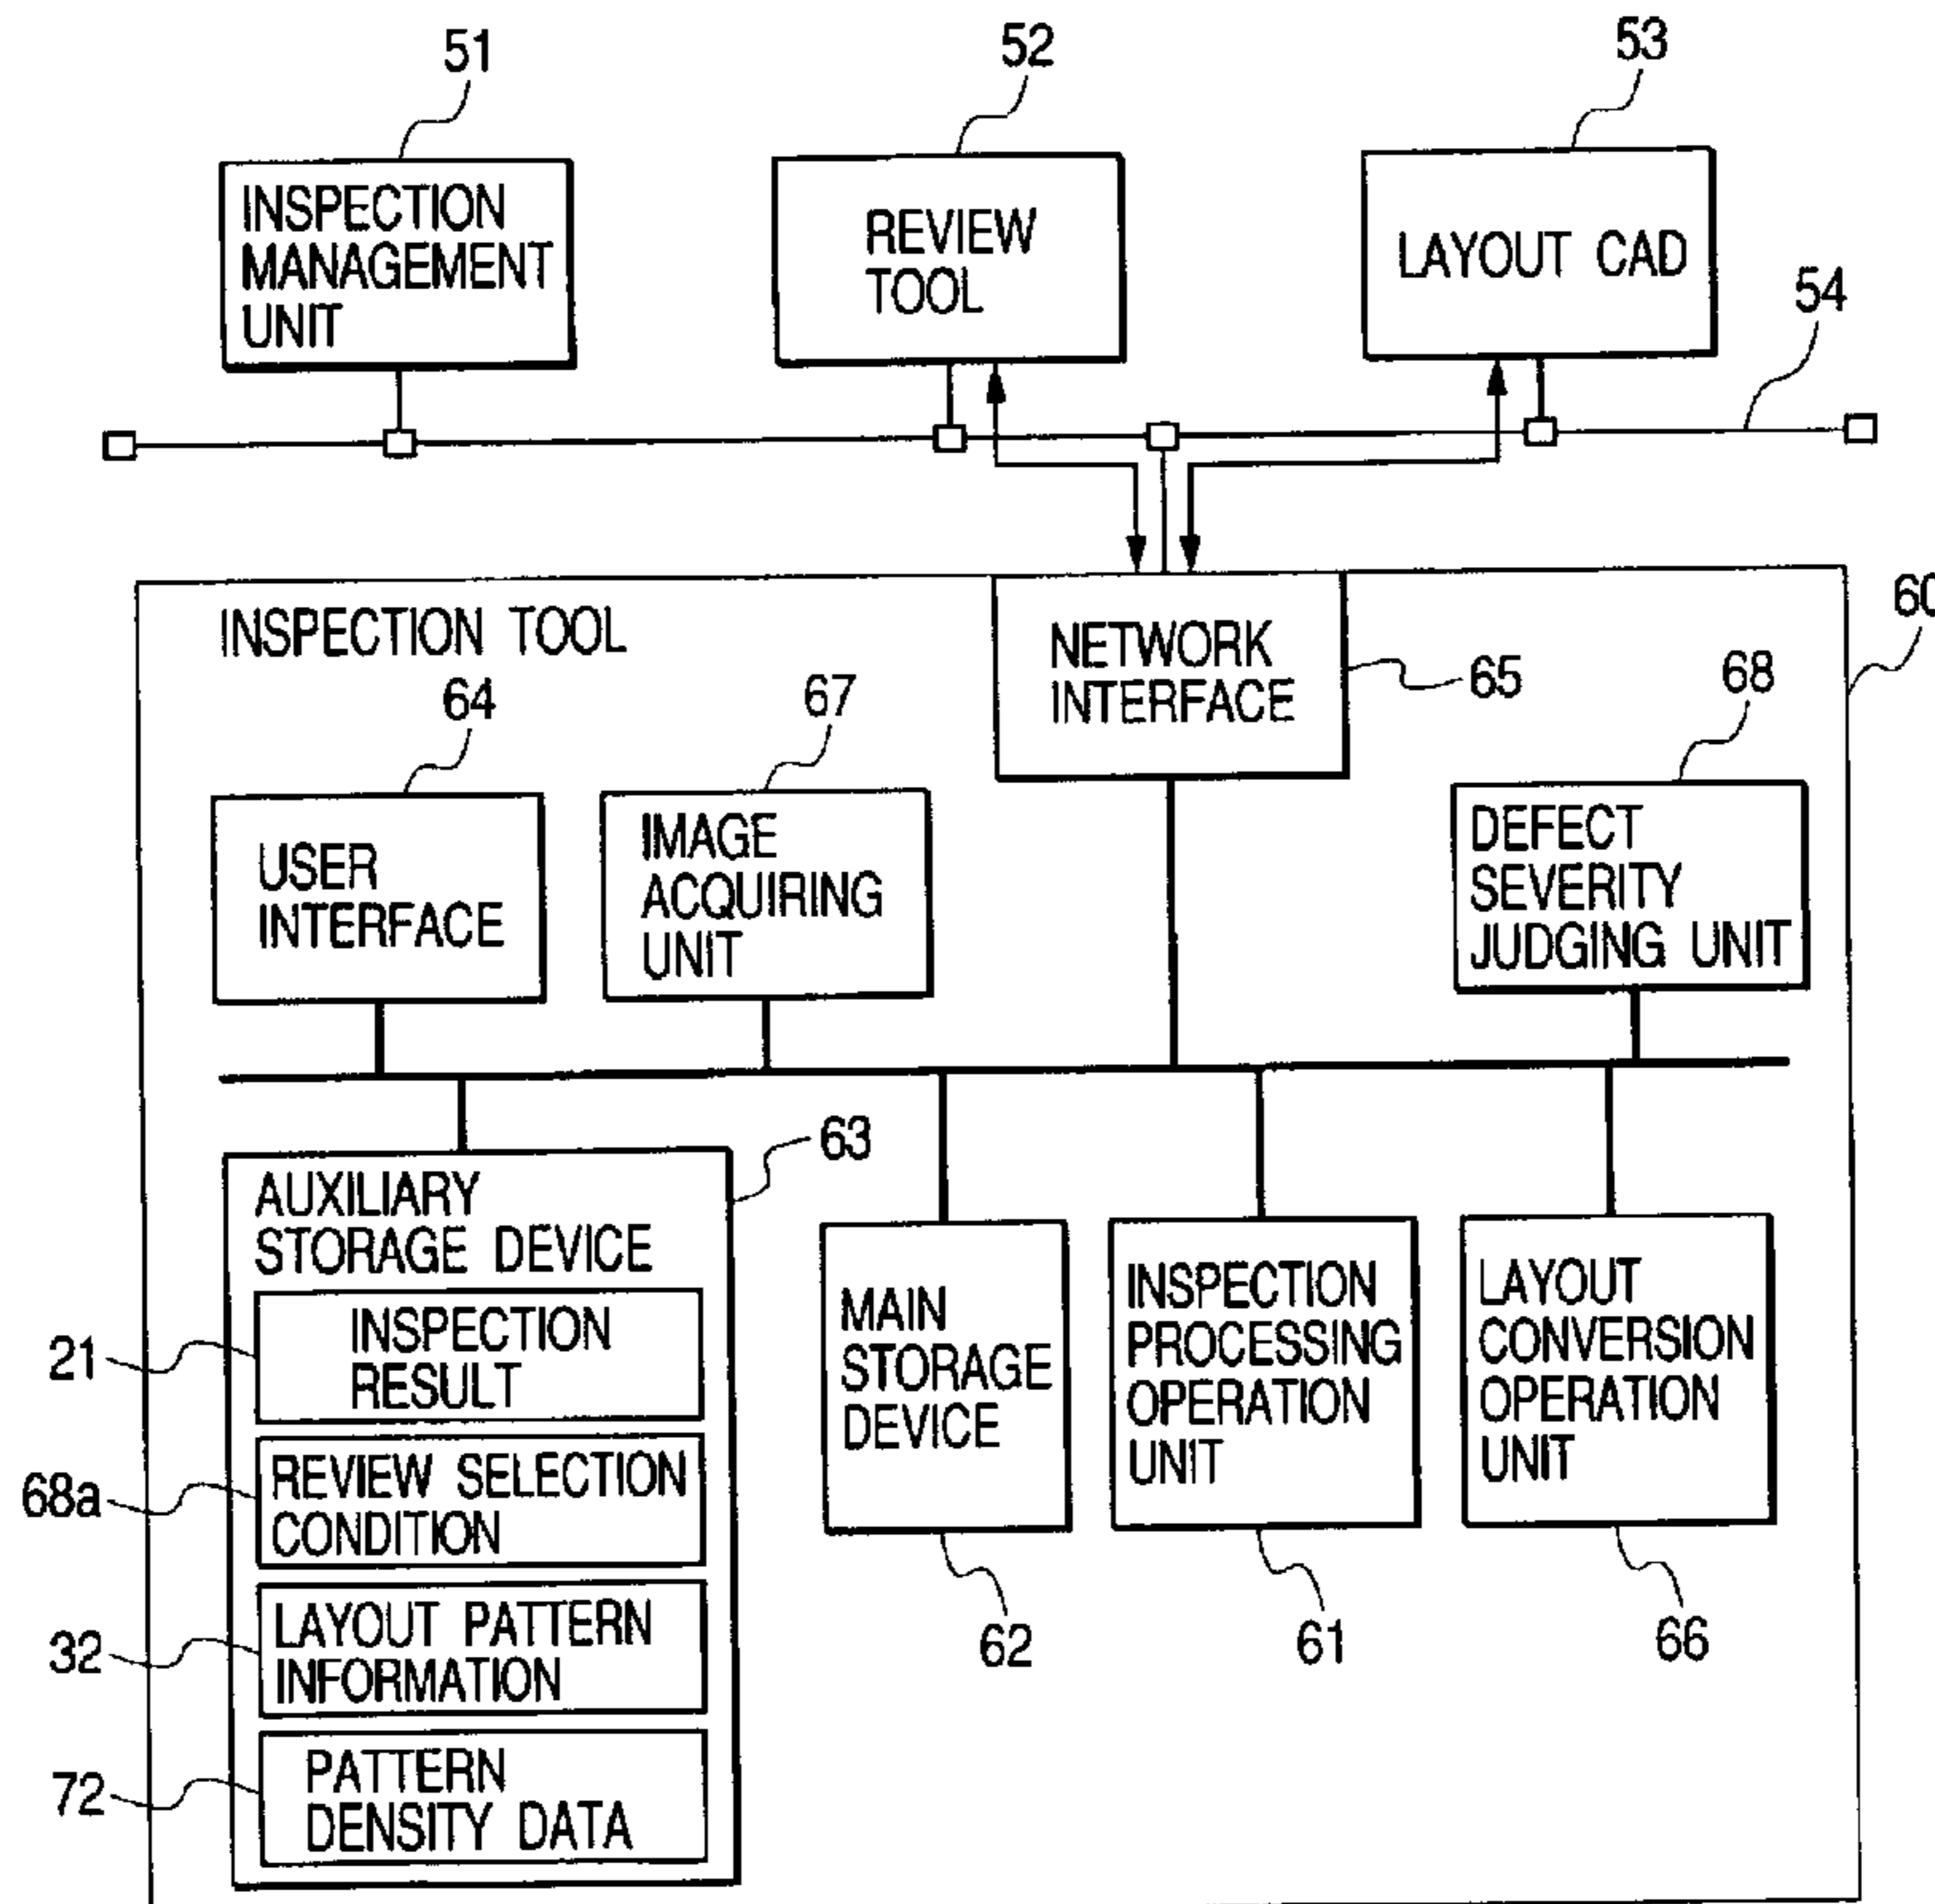 51
52
53
INSPECTION
MANAGEMENT
UNIT
REVIEW
TOOL
LAYOUT CAD
54
INSPECTION TOOL
NETWORK
INTERFACE
60
64
67
65
68
USER
INTERFACE
IMAGE
ACQUIRING
UNIT
DEFECT
SEVERITY
JUDGING UNIT
63
AUXILIARY
STORAGE DEVICE
21
INSPECTION
RESULT
68a
REVIEW SELECTION
CONDITION
32
LAYOUT PATTERN
INFORMATION
72
PATTERN
DENSITY DATA
MAIN
STORAGE
DEVICE
INSPECTION
PROCESSING
OPERATION
UNIT
LAYOUT
CONVERSION
OPERATION
UNIT
62
61
66